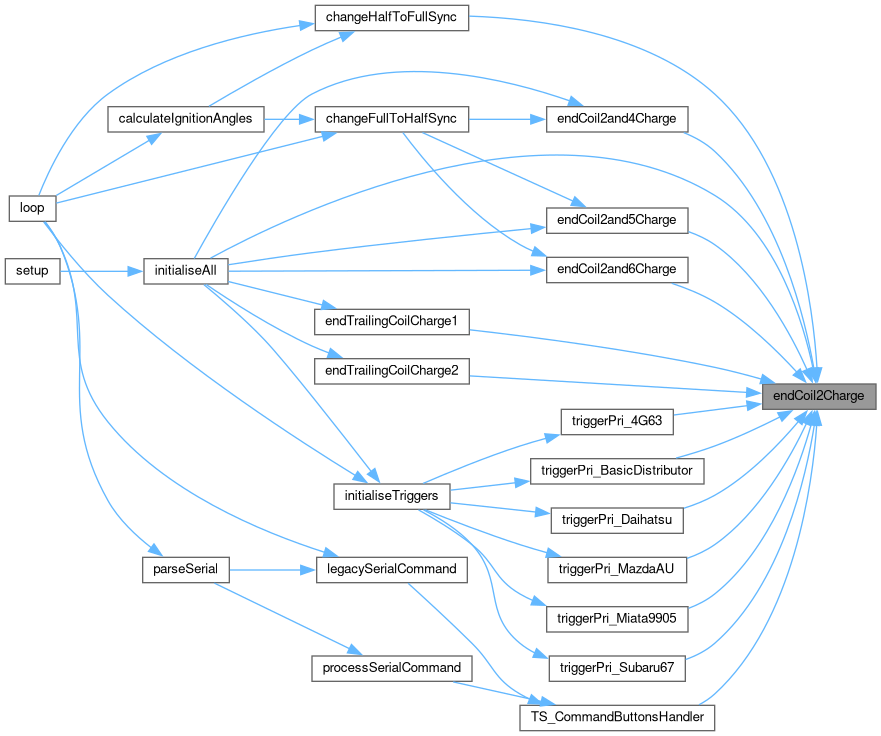 changeHalfToFullSync
calculateIgnitionAngles
changeFullToHalfSync
endCoil2and4Charge
loop
endCoil2and5Charge
setup
initialiseAll
endCoil2and6Charge
endTrailingCoilCharge1
endTrailingCoilCharge2
endCoil2Charge
triggerPri_4G63
triggerPri_BasicDistributor
initialiseTriggers
triggerPri_Daihatsu
parseSerial
legacySerialCommand
triggerPri_MazdaAU
triggerPri_Miata9905
processSerialCommand
triggerPri_Subaru67
TS_CommandButtonsHandler